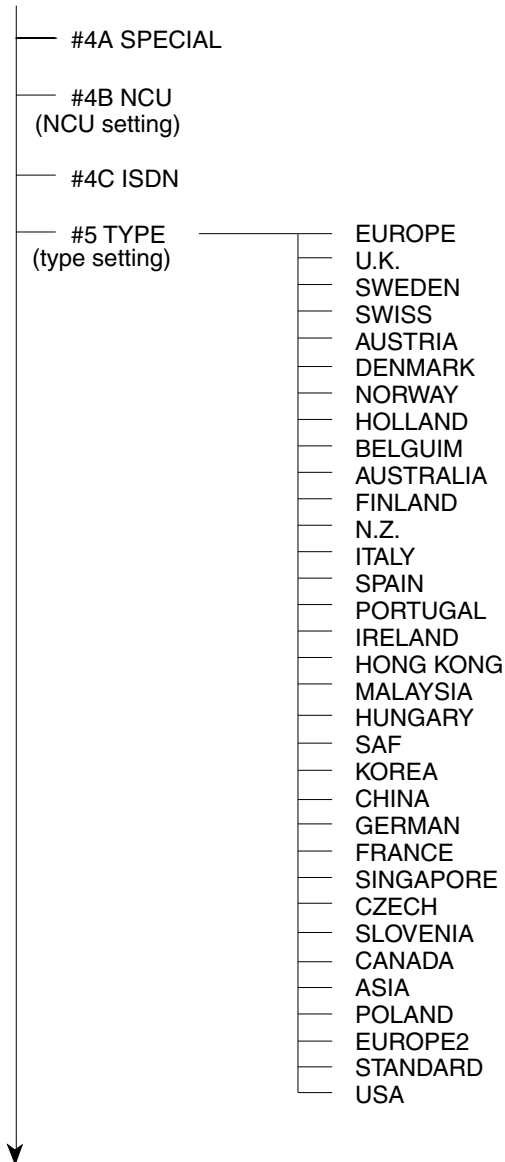 #4A SPECIAL
#4B NCU
(NCU setting)
#4C ISDN
#5 TYPE
(type setting)
EUROPE
U.K.
SWEDEN
SWISS
AUSTRIA
DENMARK
NORWAY
HOLLAND
BELGUIM
AUSTRALIA
FINLAND
N.Z.
ITALY
SPAIN
PORTUGAL
IRELAND
HONG KONG
MALAYSIA
HUNGARY
SAF
KOREA
CHINA
GERMAN
FRANCE
SINGAPORE
CZECH
SLOVENIA
CANADA
ASIA
POLAND
EUROPE2
STANDARD
USA